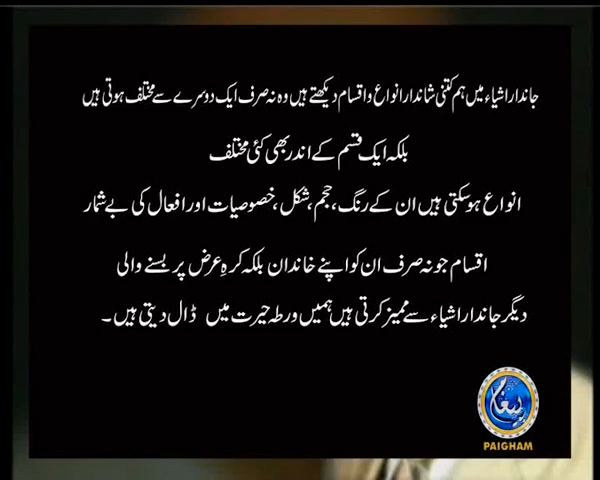 جاندار اشیاء میں ہم کتنی شاندار انواع و اقسام دیکھتے ہیں وہ نہ صرف ایک دوسرے سے مختلف ہوتی ہیں
بلکہ ایک قسم کے اندر بھی کئی مختلف
انواع ہو سکتی ہیں ان کے رنگ، حجم، شکل، خصوصیات اور افعال کی بے شمار
اقسام جو نہ صرف ان کو اپنے خاندان بلکہ کرہ عرض پر بسنے والی
دیگر جاندار اشیاء سے ممیز کرتی ہیں ہمیں ورطہ حیرت میں ڈال دیتی ہیں۔
پیغام
PAIGHAM